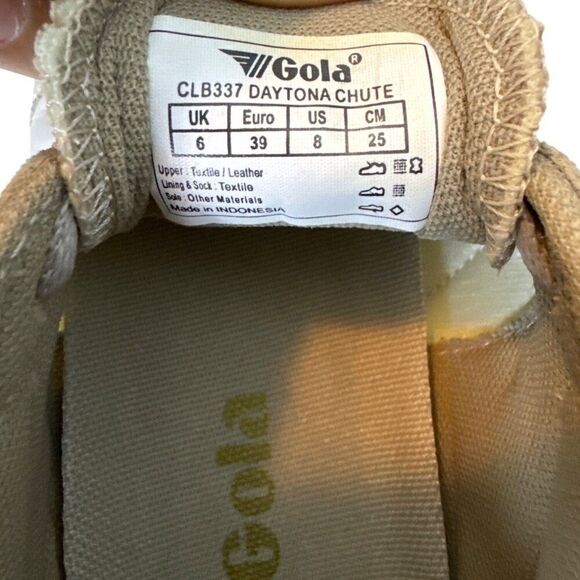 Gola®
CLB337 DAYTONA CHUTE
UK Euro US CM
6 39 8 25
Upper : Textile / Leather
Lining & Sock : Textile
Sole : Other Materials
Made in INDONESIA
Gola